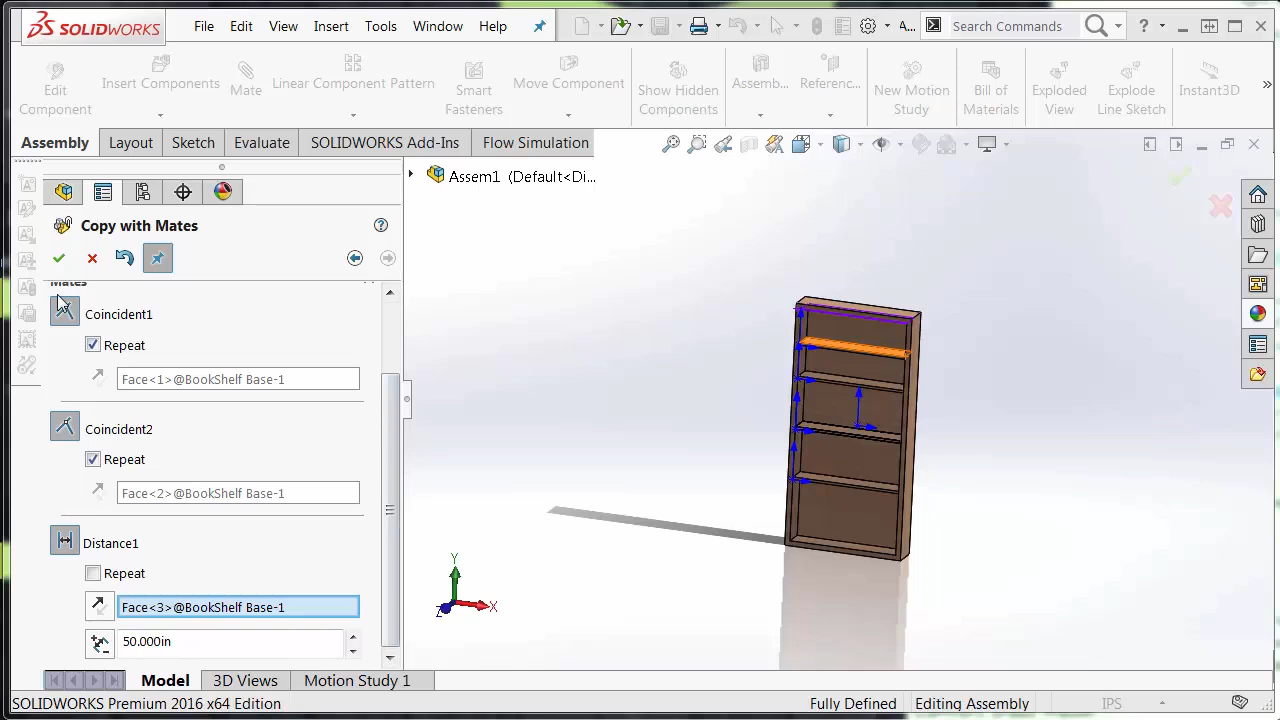 SOLIDWORKS File Edit View Insert Tools Window Help A... Search Commands ?
Edit Component
Insert Components
Mate
Linear Component Pattern
Smart Fasteners
Move Component
Show Hidden Components
Assemb...
Referenc...
New Motion Study
Bill of Materials
Exploded View
Explode Line Sketch
Instant3D
»
Assembly Layout Sketch Evaluate SOLIDWORKS Add-Ins Flow Simulation
Assem1 (Default<Di...
Copy with Mates ?
Mates
Coincident1
Repeat
Face<1>@BookShelf Base-1
Coincident2
Repeat
Face<2>@BookShelf Base-1
Distance1
Repeat
Face<3>@BookShelf Base-1
50.000in
Y
X
Z
Model 3D Views Motion Study 1
SOLIDWORKS Premium 2016 x64 Edition Fully Defined Editing Assembly IPS